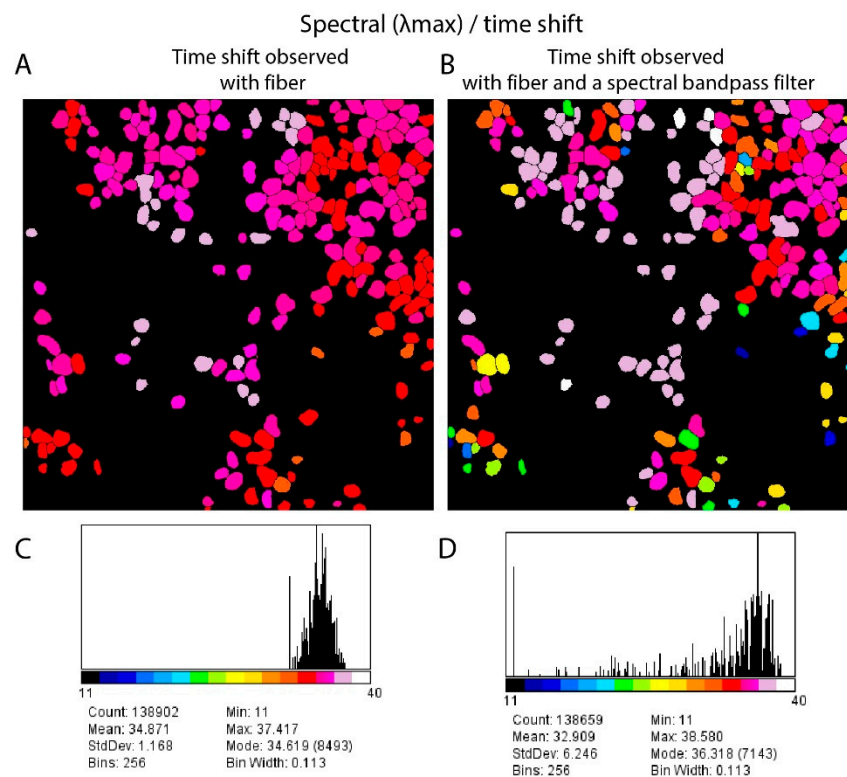 Spectral (λmax) / time shift
A
Time shift observed
with fiber
B
Time shift observed
with fiber and a spectral bandpass filter
C
11
40
Count: 138902
Min: 11
Mean: 34.871
Max: 37.417
StdDev: 1.168
Mode: 34.619 (8493)
Bins: 256
Bin Width: 0.113
D
11
40
Count: 138659
Min: 11
Mean: 32.909
Max: 38.580
StdDev: 6.246
Mode: 36.318 (7143)
Bins: 256
Bin Width: 0.113